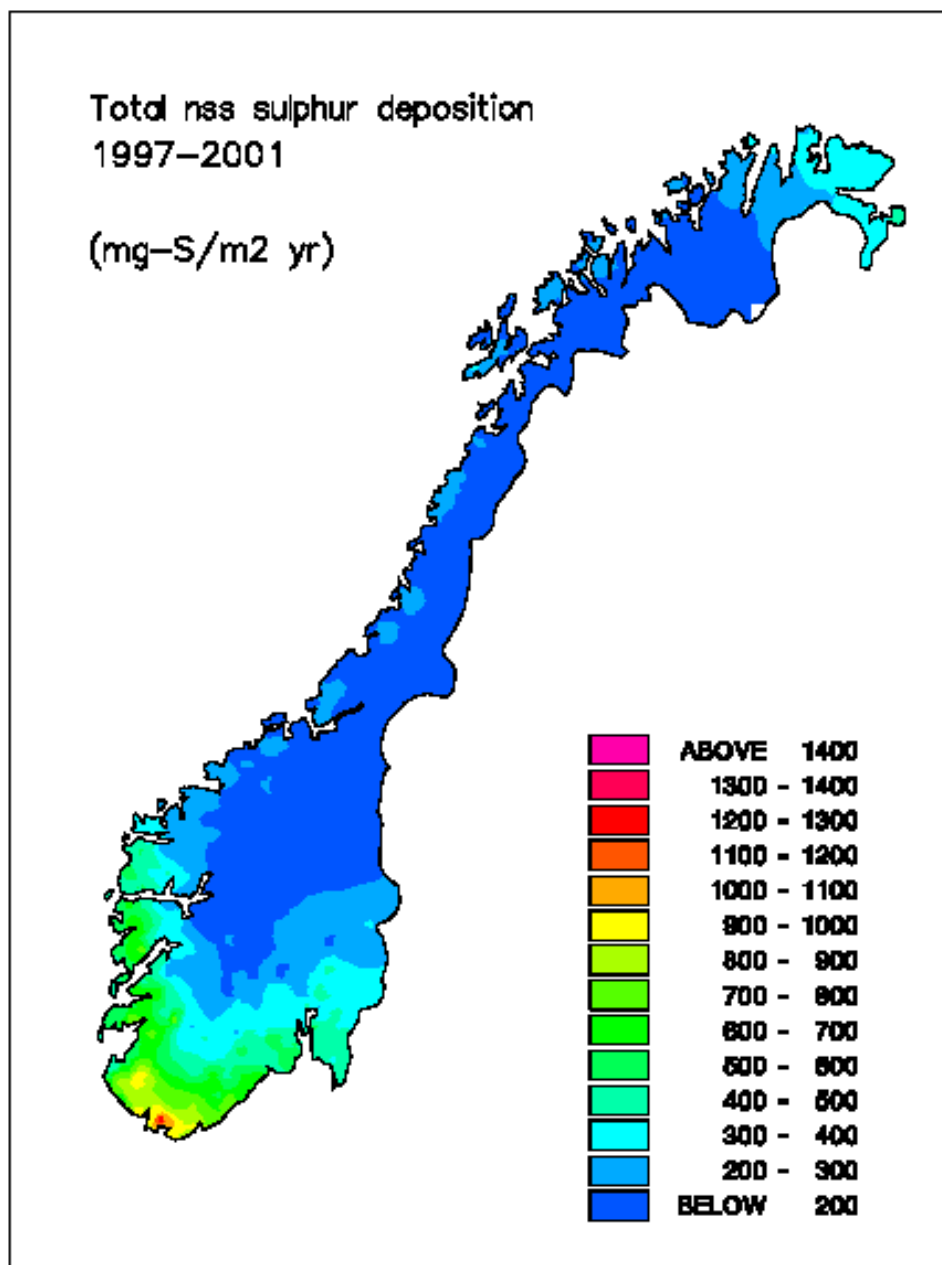 Total nss sulphur deposition
1997-2001
(mg-S/m2 yr)
ABOVE 1400
1300 - 1400
1200 - 1300
1100 - 1200
1000 - 1100
900 - 1000
800 - 900
700 - 800
600 - 700
500 - 600
400 - 500
300 - 400
200 - 300
BELOW 200